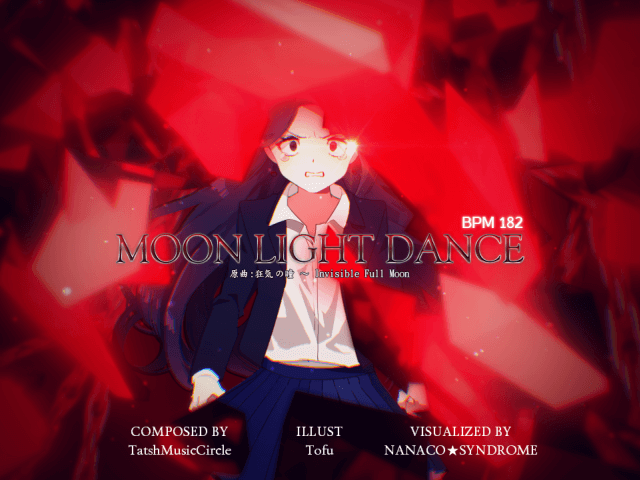 BPM 182
MOON LIGHT DANCE
原曲:狂気の瞳 ～ Invisible Full Moon
COMPOSED BY
TatshMusicCircle
ILLUST
Tofu
VISUALIZED BY
NANACO★SYNDROME